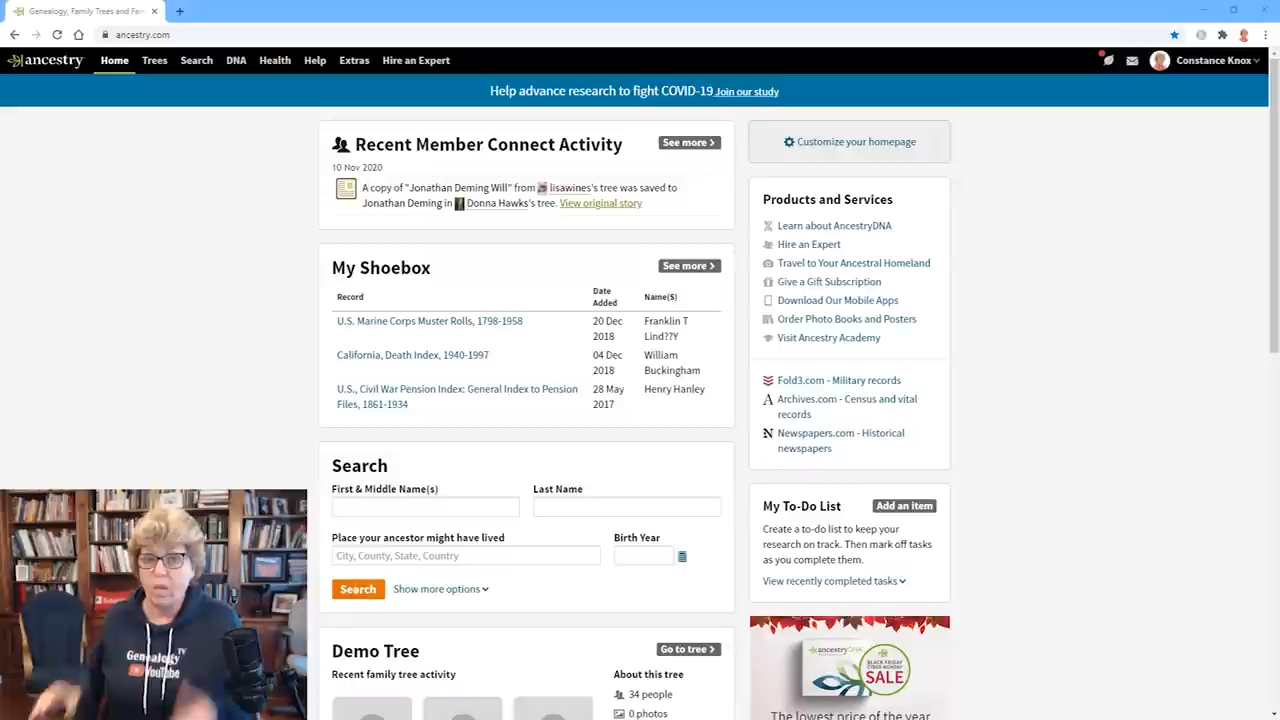 Genealogy, Family Trees and Fa
ancestry.com
ancestry
Home
Trees
Search
DNA
Health
Help
Extras
Hire an Expert
Constance Knox
Help advance research to fight COVID-19 Join our study
Recent Member Connect Activity
See more
10 Nov 2020
A copy of "Jonathan Deming Will" from lisawines's tree was saved to
Jonathan Deming in Donna Hawks's tree. View original story
My Shoebox
See more
Record
Date
Added
Name(S)
U.S. Marine Corps Muster Rolls, 1798-1958
20 Dec
2018
Franklin T
Lind??Y
California, Death Index, 1940-1997
04 Dec
2018
William
Buckingham
U.S., Civil War Pension Index: General Index to Pension
Files, 1861-1934
28 May
2017
Henry Hanley
Search
First & Middle Name(s)
Last Name
Place your ancestor might have lived
Birth Year
City, County, State, Country
Search
Show more options
Demo Tree
Go to tree
Recent family tree activity
About this tree
34 people
0 photos
Customize your homepage
Products and Services
Learn about AncestryDNA
Hire an Expert
Travel to Your Ancestral Homeland
Give a Gift Subscription
Download Our Mobile Apps
Order Photo Books and Posters
Visit Ancestry Academy
Fold3.com - Military records
Archives.com - Census and vital
records
Newspapers.com - Historical
newspapers
My To-Do List
Add an item
Create a to-do list to keep your
research on track. Then mark off tasks
as you complete them.
View recently completed tasks
ancestryDNA
BLACK FRIDAY
CYBER MONDAY
SALE
The lowest price of the year
Genealogy TV
YouTube